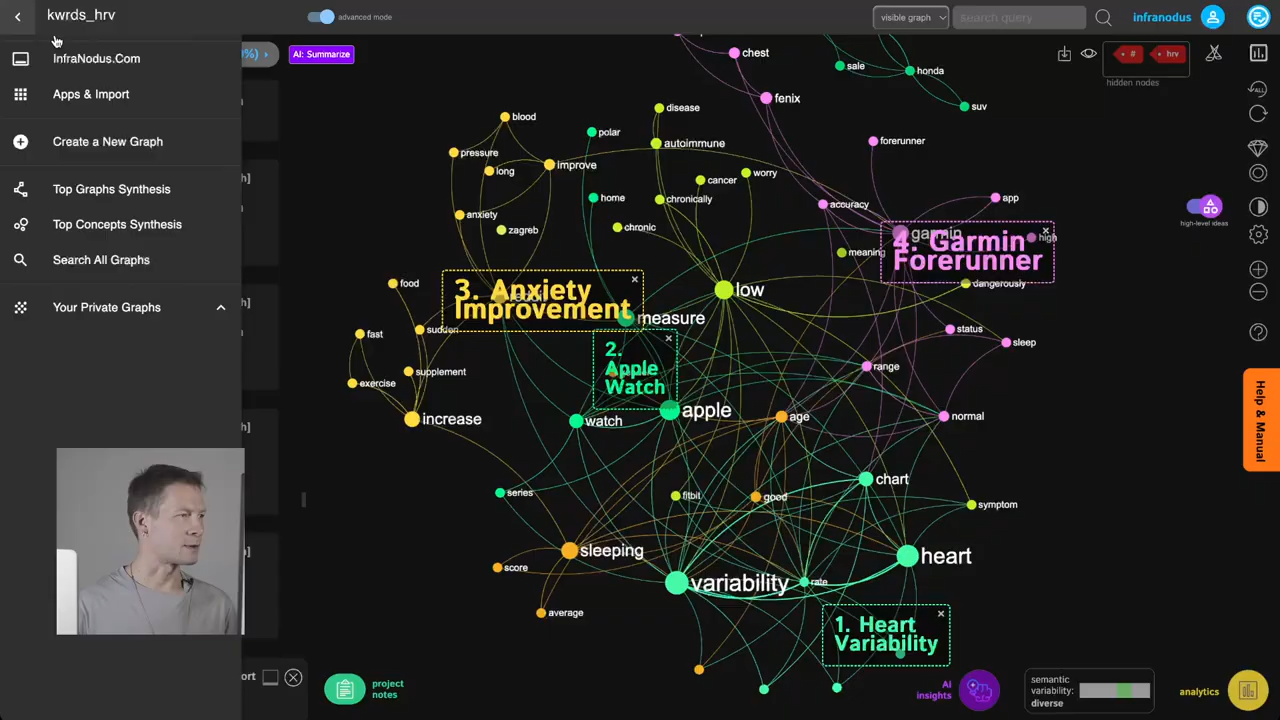 kwrds_hrv
InfraNodus.Com
Apps & Import
Create a New Graph
Top Graphs Synthesis
Top Concepts Synthesis
Search All Graphs
Your Private Graphs
advanced mode
visible graph
Search query
infranodus
%) ›
AI: Summarize
h]
h]
h]
h]
ort
# hrv
hidden nodes
ALL
high-level ideas
Help & Manual
chest
sale
honda
suv
fenix
disease
blood
polar
autoimmune
forerunner
pressure
long
improve
cancer
worry
home
chronically
app
accuracy
anxiety
zagreb
chronic
garmin
high
meaning
4. Garmin
Forerunner
food
low
dangerously
3. Anxiety
Improvement
measure
sudden
fast
status
sleep
2.
Apple
Watch
range
supplement
exercise
increase
watch
apple
age
normal
chart
series
fitbit
good
symptom
sleeping
heart
score
variability
rate
average
1. Heart
Variability
project
notes
AI
insights
semantic
variability:
diverse
analytics